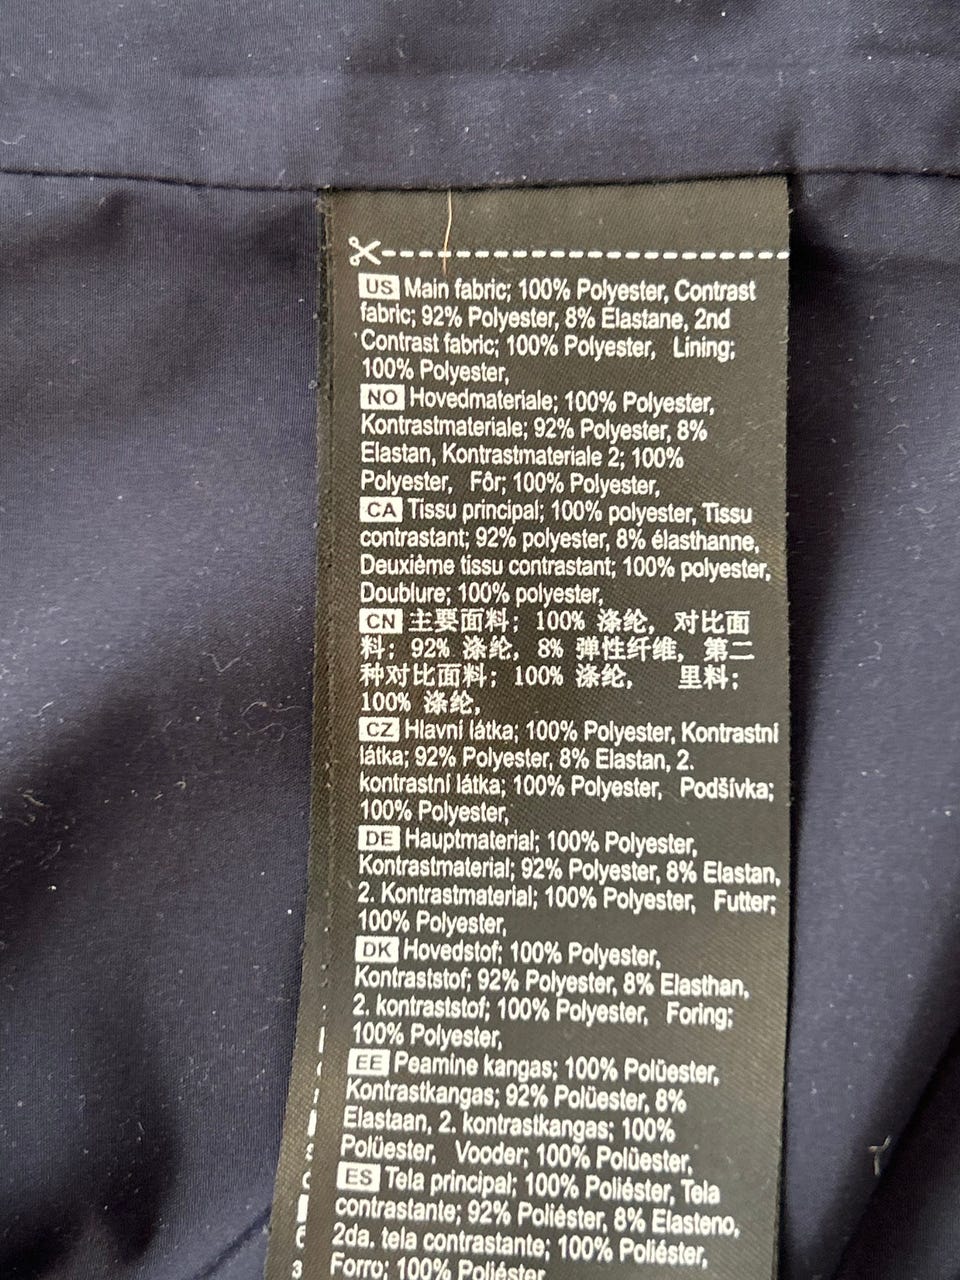 US Main fabric; 100% Polyester, Contrast
fabric; 92% Polyester, 8% Elastane, 2nd
Contrast fabric; 100% Polyester, Lining;
100% Polyester,
NO Hovedmateriale; 100% Polyester,
Kontrastmateriale; 92% Polyester, 8%
Elastan, Kontrastmateriale 2; 100%
Polyester, Fôr; 100% Polyester,
CA Tissu principal; 100% polyester, Tissu
contrastant; 92% polyester, 8% élasthanne,
Deuxième tissu contrastant; 100% polyester,
Doublure; 100% polyester,
CN 主要面料; 100% 涤纶, 对比面
料; 92% 涤纶, 8% 弹性纤维, 第二
种对比面料; 100% 涤纶, 里料;
100% 涤纶,
CZ Hlavní látka; 100% Polyester, Kontrastní
látka; 92% Polyester, 8% Elastan, 2.
kontrastní látka; 100% Polyester, Podšívka;
100% Polyester,
DE Hauptmaterial; 100% Polyester,
Kontrastmaterial; 92% Polyester, 8% Elastan,
2. Kontrastmaterial; 100% Polyester, Futter;
100% Polyester,
DK Hovedstof; 100% Polyester,
Kontraststof; 92% Polyester, 8% Elasthan,
2. kontraststof; 100% Polyester, Foring;
100% Polyester,
EE Peamine kangas; 100% Polüester,
Kontrastkangas; 92% Polüester, 8%
Elastaan, 2. kontrastkangas; 100%
Polüester, Vooder; 100% Polüester,
ES Tela principal; 100% Poliéster, Tela
contrastante; 92% Poliéster, 8% Elasteno,
2da. tela contrastante; 100% Poliéster,
Forro; 100% Poliéster